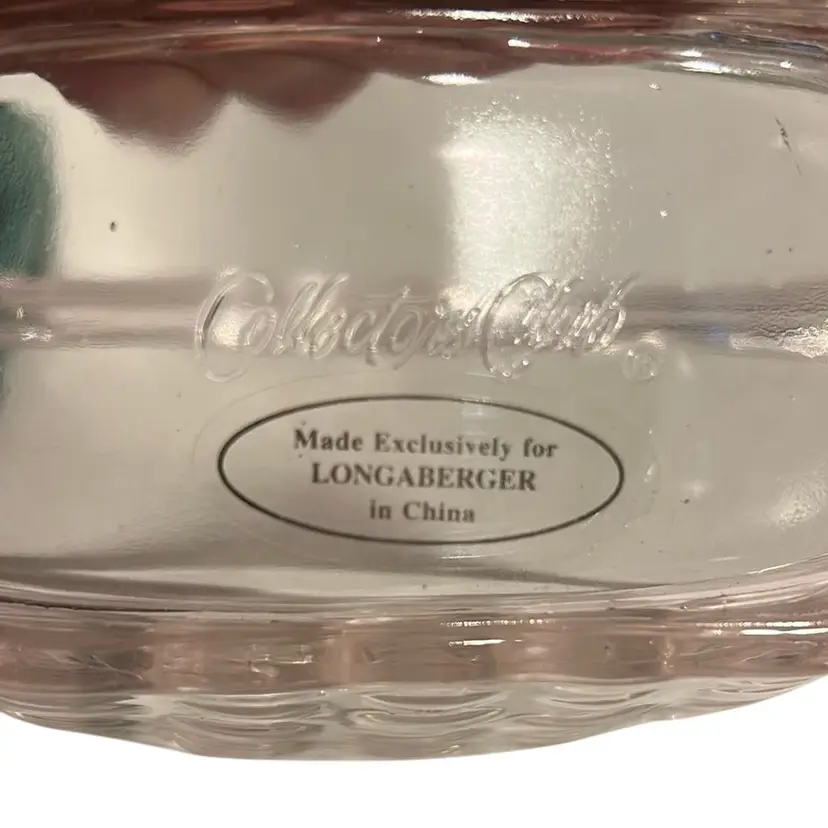 Collectors Club ®
Made Exclusively for
LONGABERGER
in China